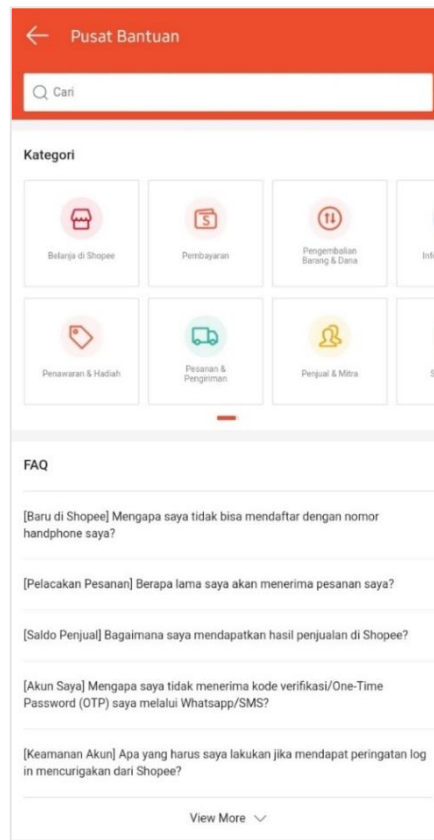 Pusat Bantuan
Cari
Kategori
Belanja di Shopee
Pembayaran
Pengembalian
Barang & Dana
Penawaran & Hadiah
Pesanan &
Pengiriman
Penjual & Mitra
FAQ
[Baru di Shopee] Mengapa saya tidak bisa mendaftar dengan nomor
handphone saya?
[Pelacakan Pesanan] Berapa lama saya akan menerima pesanan saya?
[Saldo Penjual] Bagaimana saya mendapatkan hasil penjualan di Shopee?
[Akun Saya] Mengapa saya tidak menerima kode verifikasi/One-Time
Password (OTP) saya melalui Whatsapp/SMS?
[Keamanan Akun] Apa yang harus saya lakukan jika mendapat peringatan log
in mencurigakan dari Shopee?
View More